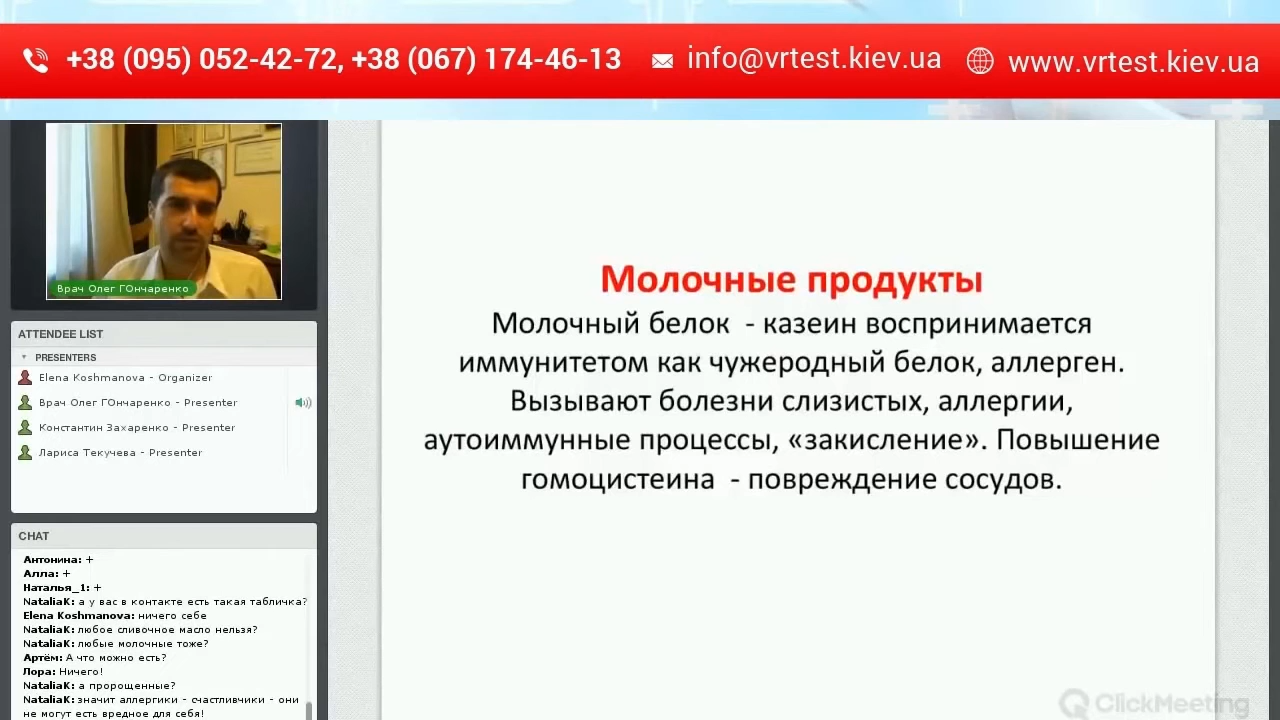 +38 (095) 052-42-72, +38 (067) 174-46-13
info@vrtest.kiev.ua
www.vrtest.kiev.ua
Врач Олег ГОнчаренко
ATTENDEE LIST
PRESENTERS
Elena Koshmanova - Organizer
Врач Олег ГОнчаренко - Presenter
Константин Захаренко - Presenter
Лариса Текучева - Presenter
CHAT
Антонина: +
Алла: +
Наталья_1: +
NataliaK: а у вас в контакте есть такая табличка?
Elena Koshmanova: ничего себе
NataliaK: любое сливочное масло нельзя?
NataliaK: любые молочные тоже?
Артём: А что можно есть?
Лора: Ничего!
NataliaK: а пророщенные?
NataliaK: значит аллергики - счастливчики - они
не могут есть вредное для себя!
Молочные продукты
Молочный белок - казеин воспринимается
иммунитетом как чужеродный белок, аллерген.
Вызывают болезни слизистых, аллергии,
аутоиммунные процессы, «закисление». Повышение
гомоцистеина - повреждение сосудов.
ClickMeeting